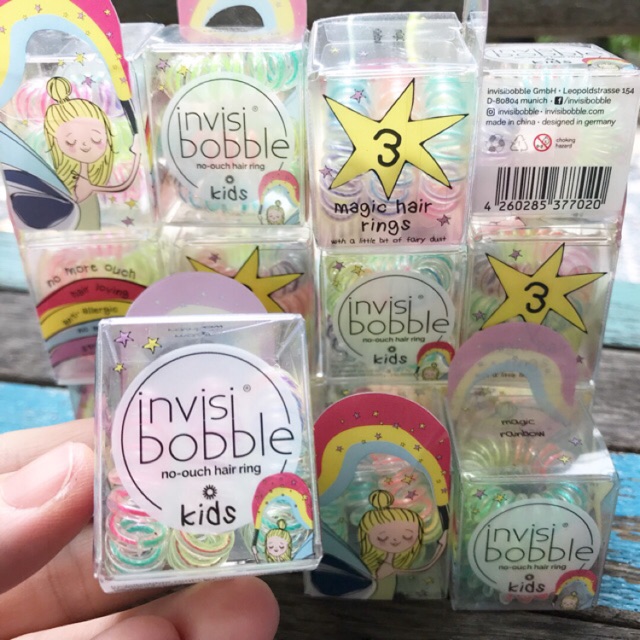 invisi
bobble®
no-ouch hair ring
kids
3
magic hair
rings
with a little bit of fairy dust
invisibobble GmbH • Leopoldstrasse 154
D-80804 munich • /invisibobble
invisibobble • invisibobble.com
made in china • designed in germany
choking
hazard
4 260285 377020
no more ouch
hair loving
3
invisi
bobble®
kids
3
invisi
bobble®
no-ouch hair ring
kids
magic
rainbow
invisi
bobble®
no-ouch hair ring
kids